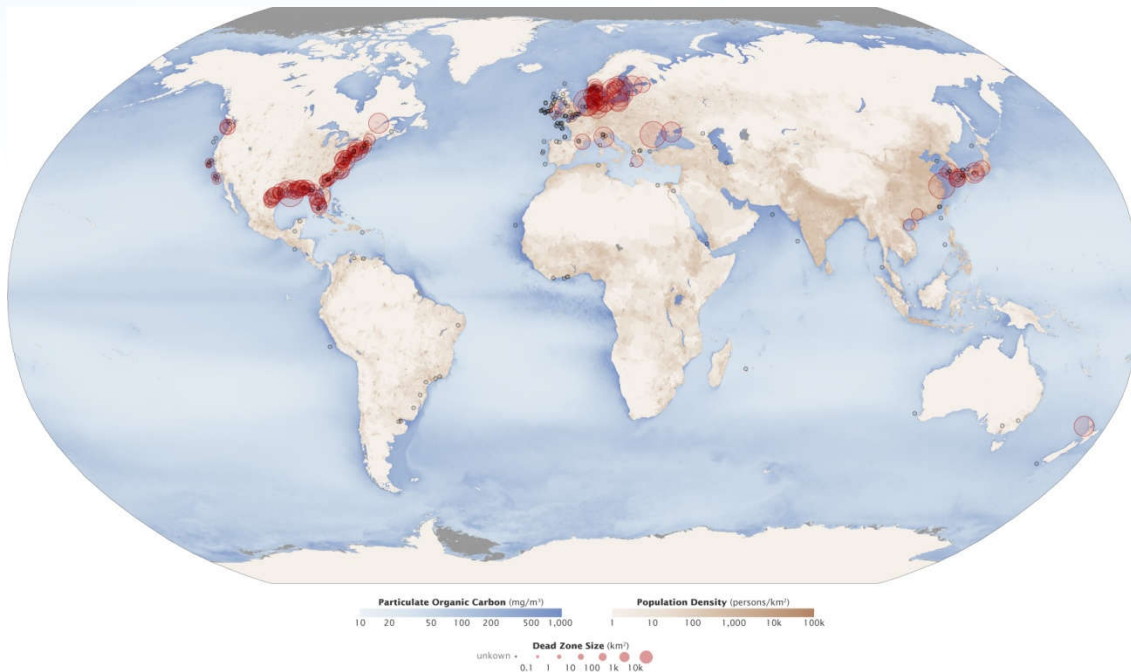 Particulate Organic Carbon (mg/m³)
10 20 50 100 200 500 1,000
Population Density (persons/km²)
1 10 100 1,000 10k 100k
Dead Zone Size (km²)
unkown
0.1 1 10 100 1k 10k